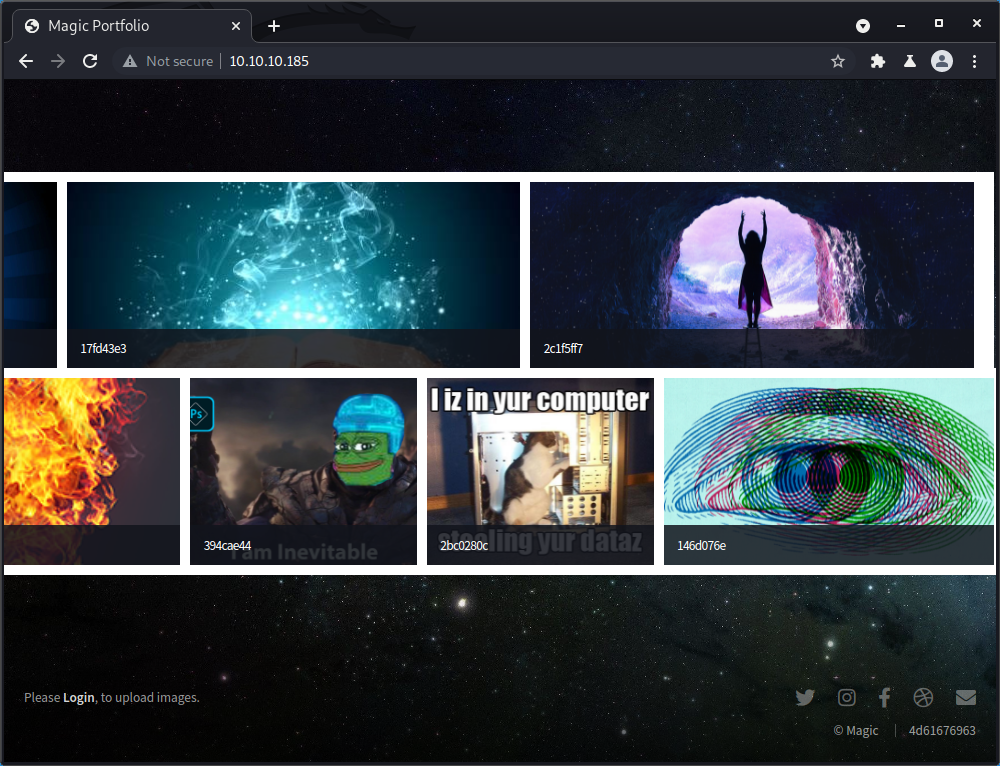 Magic Portfolio
Not secure 10.10.10.185
17fd43e3
2c1f5ff7
Ps
I iz in yur computer
394cae44
I am Inevitable
2bc0280c
stealing yur dataz
146d076e
Please Login, to upload images.
© Magic 4d61676963